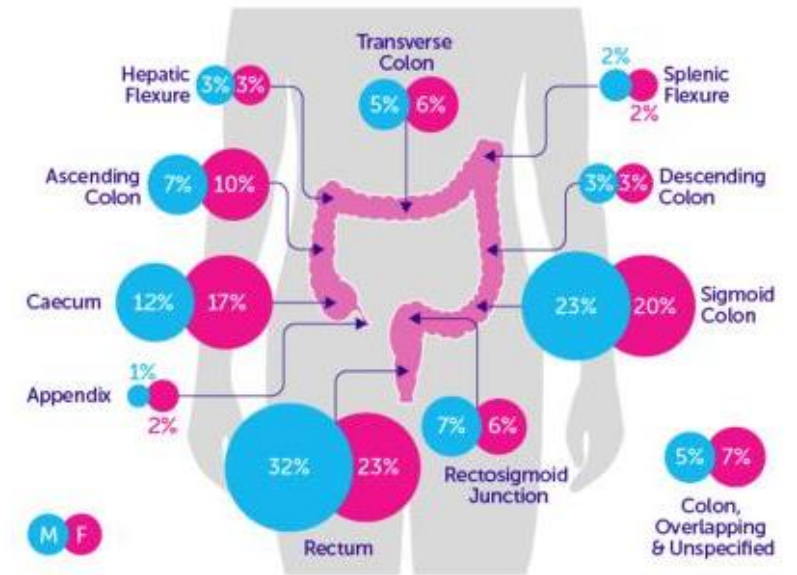 Transverse
Colon
5% 6%
Hepatic
Flexure
3% 3%
2%
Splenic
Flexure
2%
Ascending
Colon
7% 10%
3% 3%
Descending
Colon
Caecum
12% 17%
23% 20%
Sigmoid
Colon
Appendix
1%
2%
32% 23%
Rectum
7% 6%
Rectosigmoid
Junction
5% 7%
Colon,
Overlapping
& Unspecified
M F